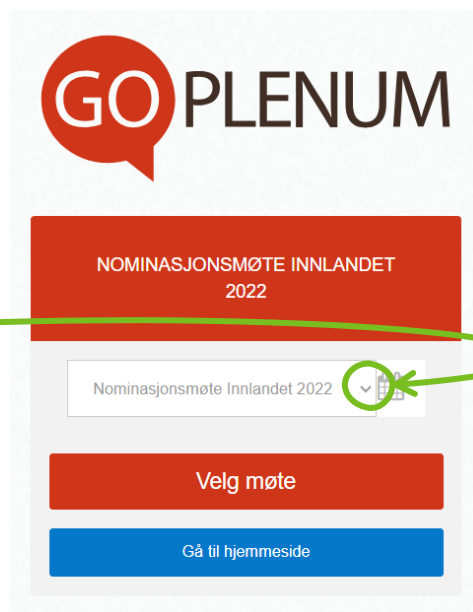 GO PLENUM
NOMINASJONSMØTE INNLANDET
2022
Nominasjonsmøte Innlandet 2022
Velg møte
Gå til hjemmeside